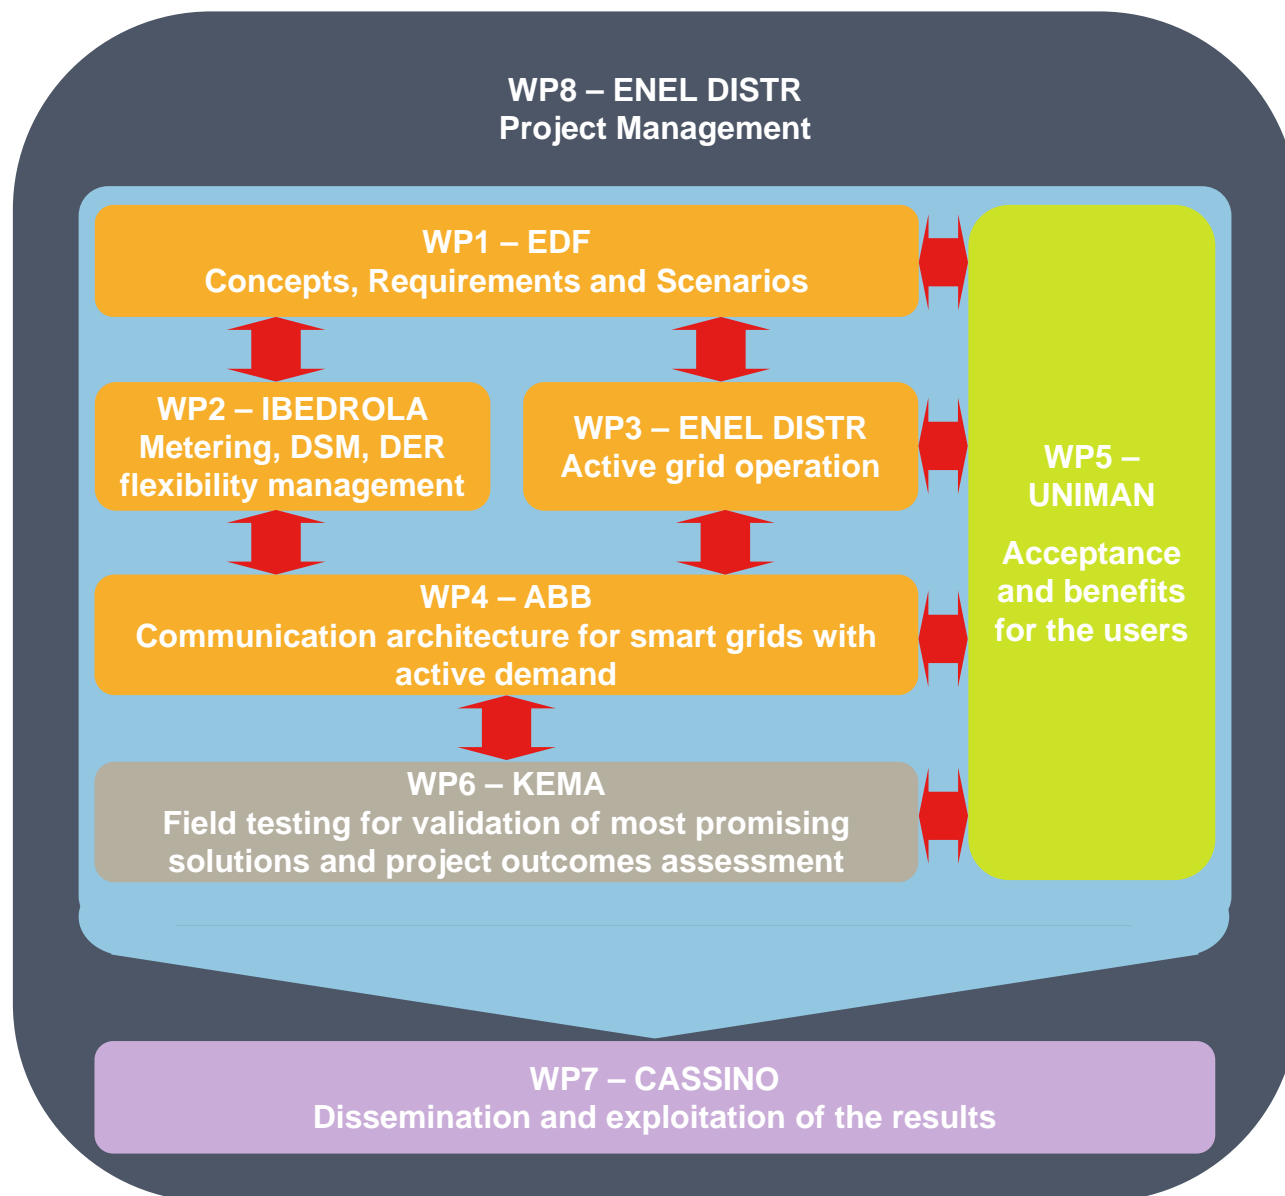 WP8 – ENEL DISTR
Project Management
WP1 – EDF
Concepts, Requirements and Scenarios
WP2 – IBEDROLA
Metering, DSM, DER
flexibility management
WP3 – ENEL DISTR
Active grid operation
WP4 – ABB
Communication architecture for smart grids with
active demand
WP5 –
UNIMAN
Acceptance
and benefits
for the users
WP6 – KEMA
Field testing for validation of most promising
solutions and project outcomes assessment
WP7 – CASSINO
Dissemination and exploitation of the results